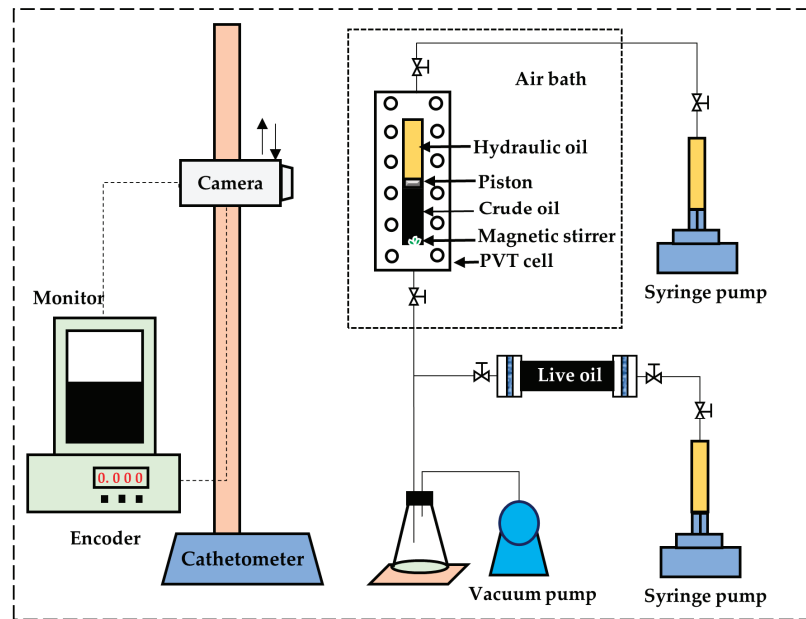 Air bath
Hydraulic oil
Camera
Piston
Crude oil
Magnetic stirrer
PVT cell
Syringe pump
Monitor
Live oil
0.000
Encoder
Cathetometer
Vacuum pump
Syringe pump